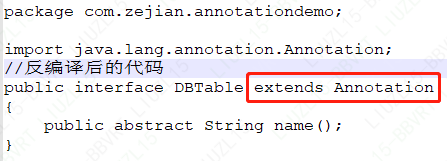 package com.zejian.annotationdemo;
import java.lang.annotation.Annotation;
//反编译后的代码
public interface DBTable extends Annotation
{
    public abstract String name();
}